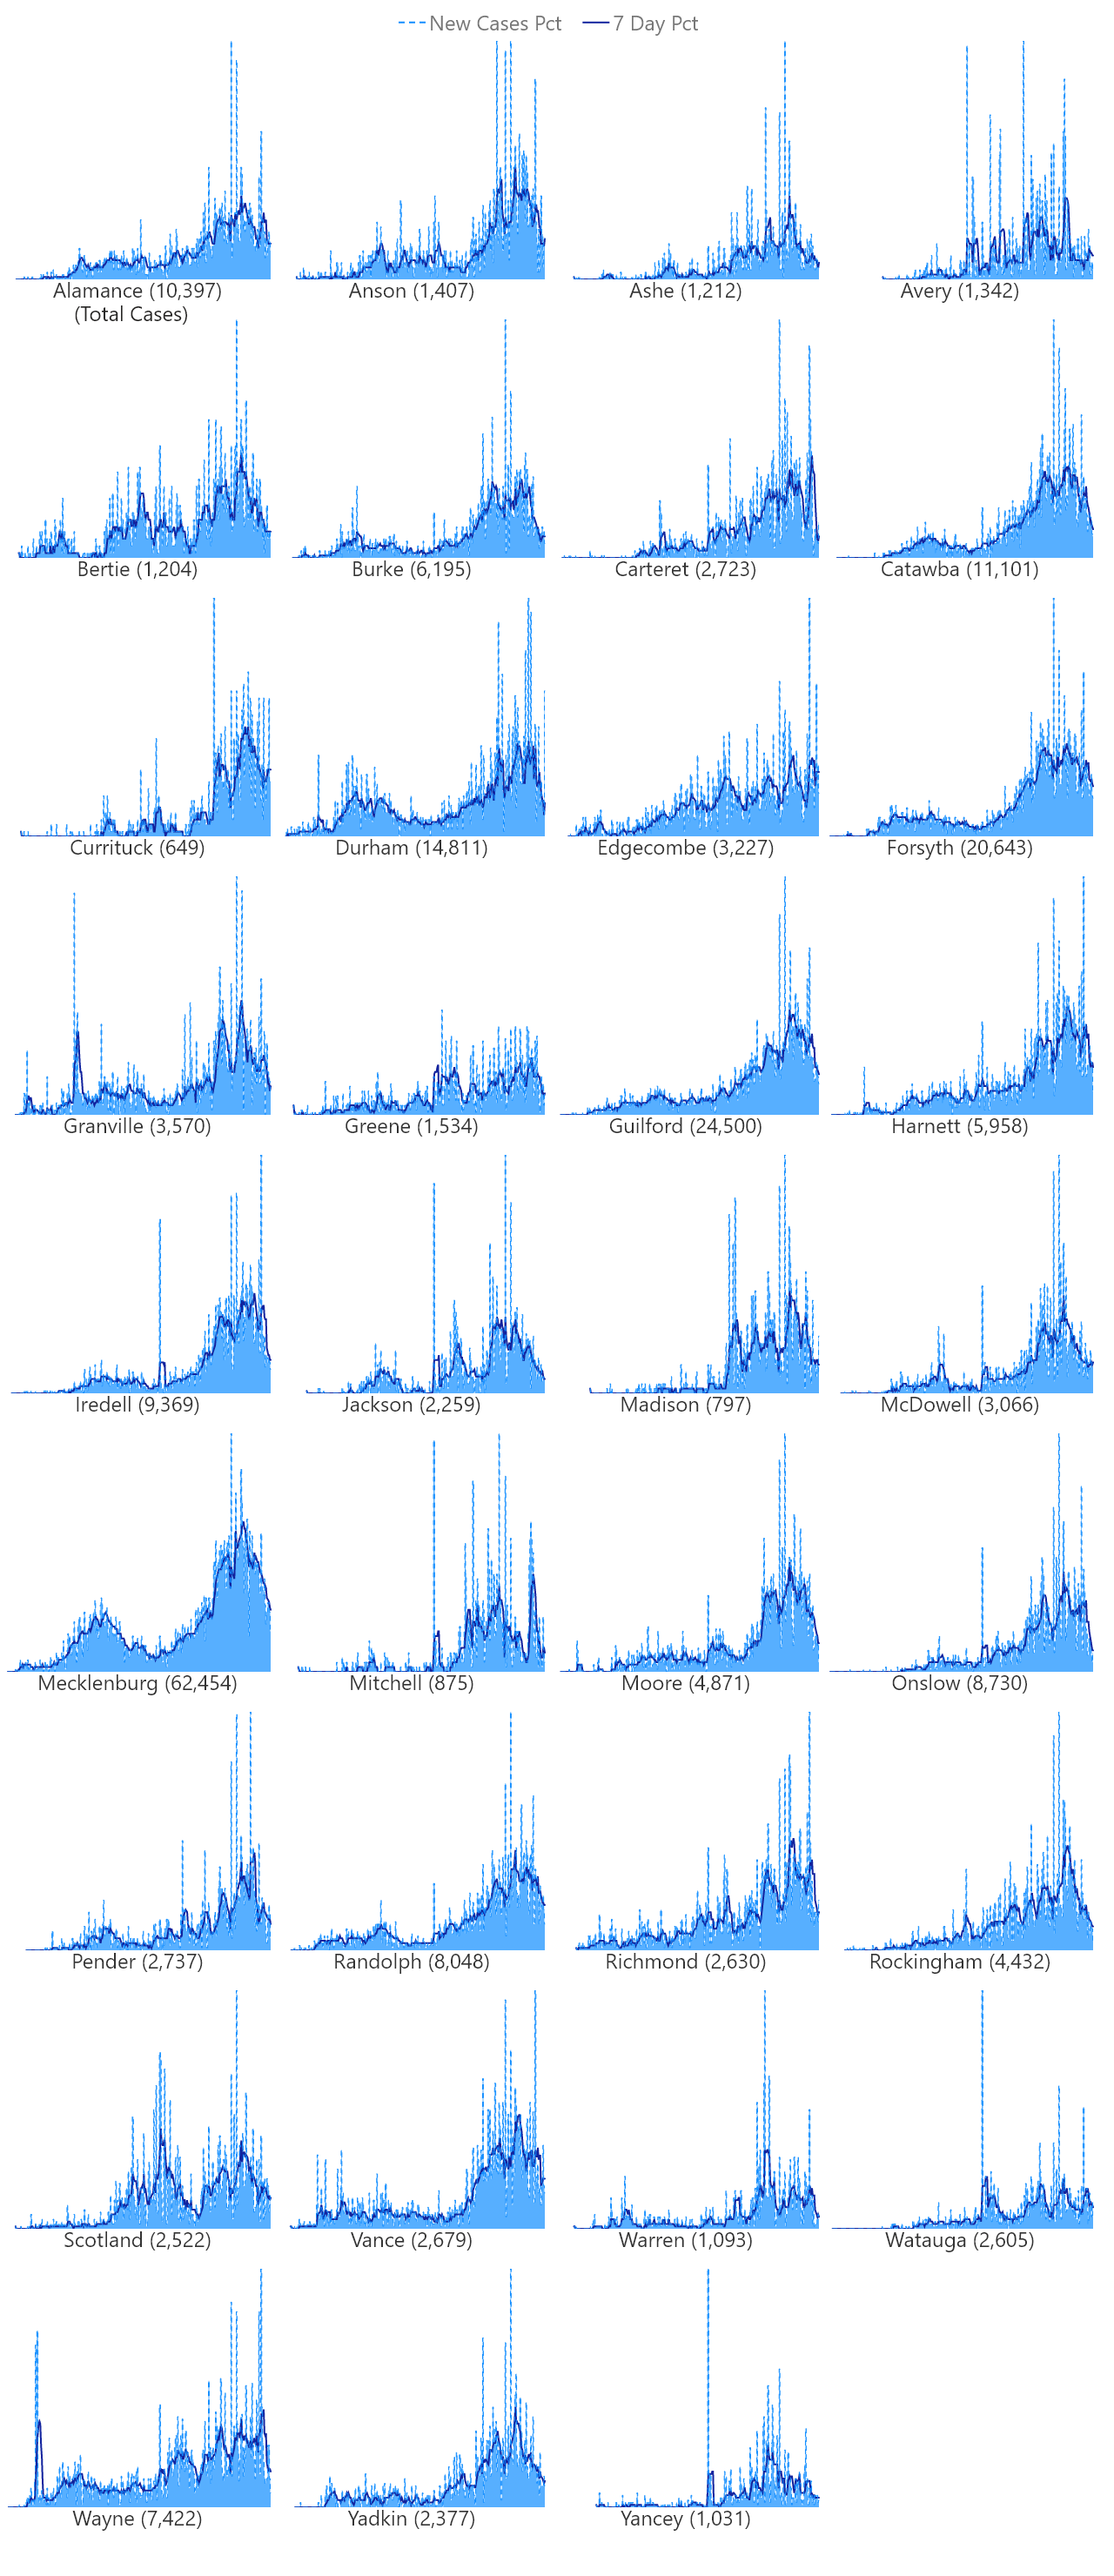 New Cases Pct 7 Day Pct
Alamance (10,397) Anson (1,407) Ashe (1,212) Avery (1,342)
(Total Cases)
Bertie (1,204) Burke (6,195) Carteret (2,723) Catawba (11,101)
Currituck (649) Durham (14,811) Edgecombe (3,227) Forsyth (20,643)
Granville (3,570) Greene (1,534) Guilford (24,500) Harnett (5,958)
Iredell (9,369) Jackson (2,259) Madison (797) McDowell (3,066)
Mecklenburg (62,454) Mitchell (875) Moore (4,871) Onslow (8,730)
Pender (2,737) Randolph (8,048) Richmond (2,630) Rockingham (4,432)
Scotland (2,522) Vance (2,679) Warren (1,093) Watauga (2,605)
Wayne (7,422) Yadkin (2,377) Yancey (1,031)